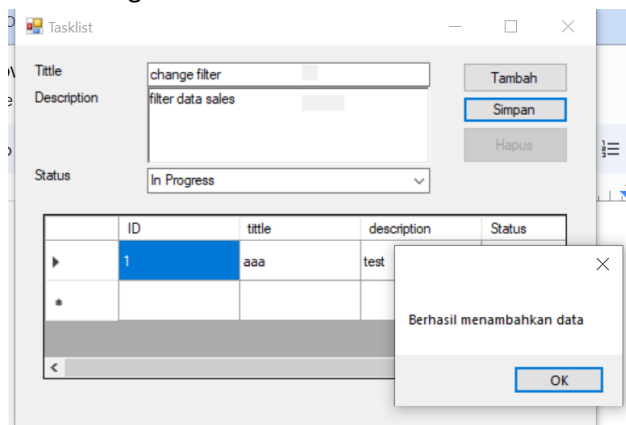 Tasklist
Tittle
change filter
Tambah
Description
filter data sales
Simpan
Hapus
Status
In Progress
ID tittle description Status
1 aaa test
Berhasil menambahkan data
OK